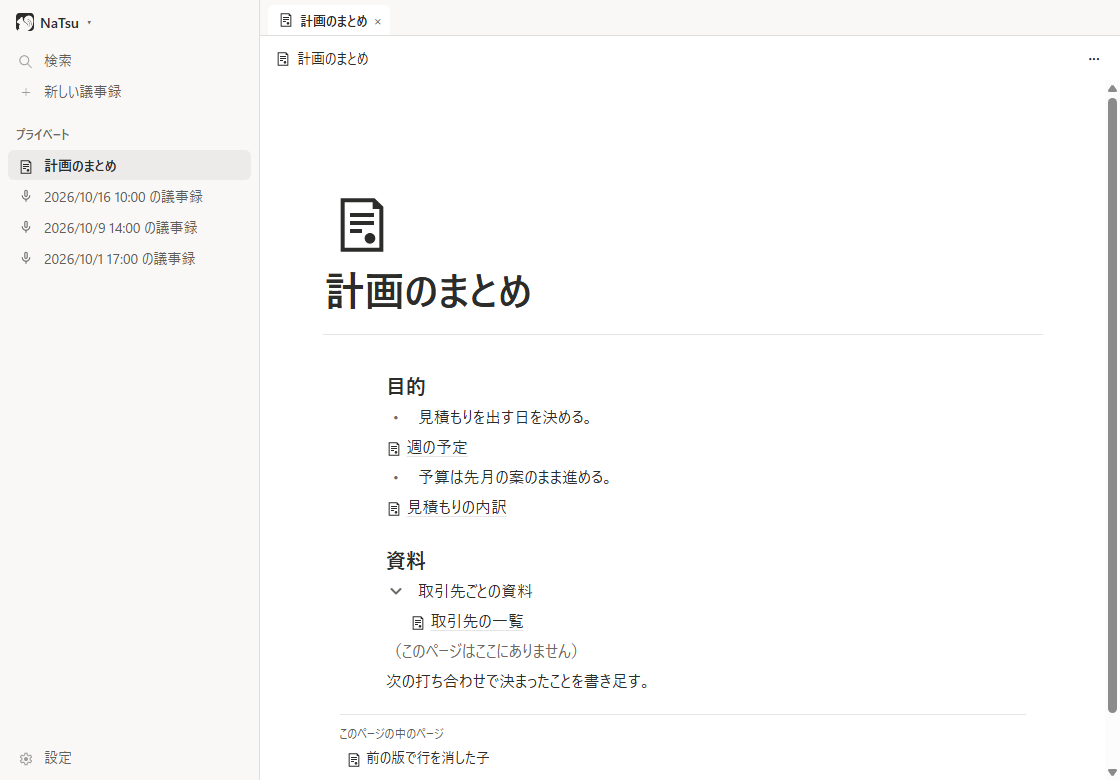 NaTsu
検索
新しい議事録
プライベート
計画のまとめ
2026/10/16 10:00 の議事録
2026/10/9 14:00 の議事録
2026/10/1 17:00 の議事録
設定
計画のまとめ ×
計画のまとめ
計画のまとめ
目的
• 見積もりを出す日を決める。
週の予定
• 予算は先月の案のまま進める。
見積もりの内訳
資料
取引先ごとの資料
取引先の一覧
（このページはここにありません）
次の打ち合わせで決まったことを書き足す。
このページの中のページ
前の版で行を消した子